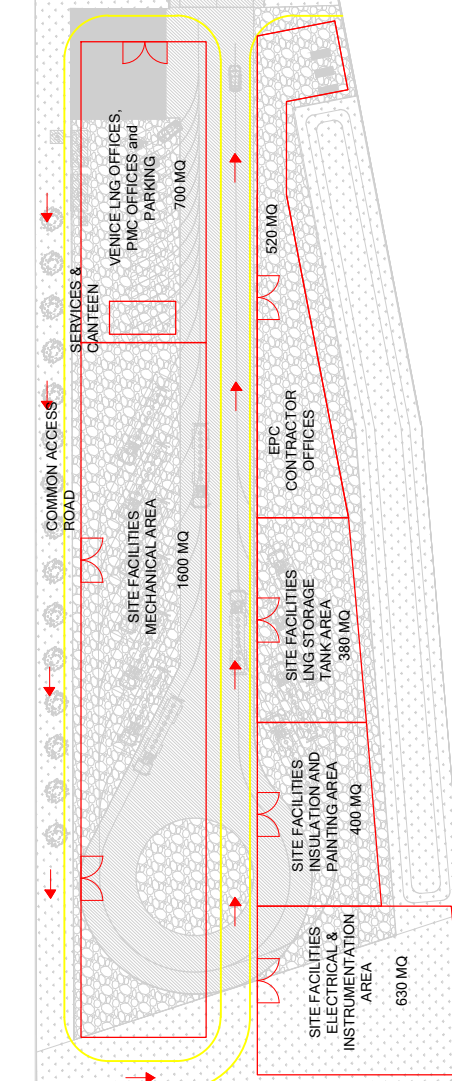 COMMON ACCESS
ROAD
SERVICES &
CANTEEN
VENICE LNG OFFICES,
PMC OFFICES and
PARKING
700 MQ
SITE FACILITIES
MECHANICAL AREA
1600 MQ
520 MQ
EPC
CONTRACTOR
OFFICES
SITE FACILITIES
LNG STORAGE
TANK AREA
380 MQ
SITE FACILITIES
INSULATION AND
PAINTING AREA
400 MQ
SITE FACILITIES
ELECTRICAL &
INSTRUMENTATION
AREA
630 MQ